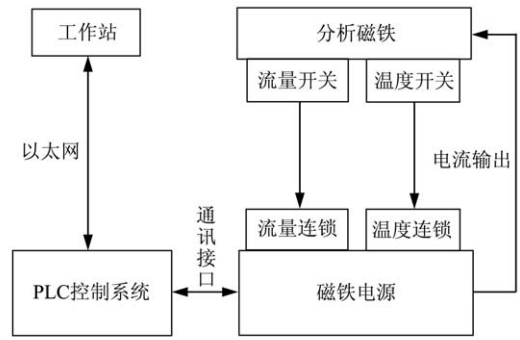 工作站
分析磁铁
流量开关
温度开关
以太网
电流输出
通讯接口
流量连锁
温度连锁
PLC控制系统
磁铁电源